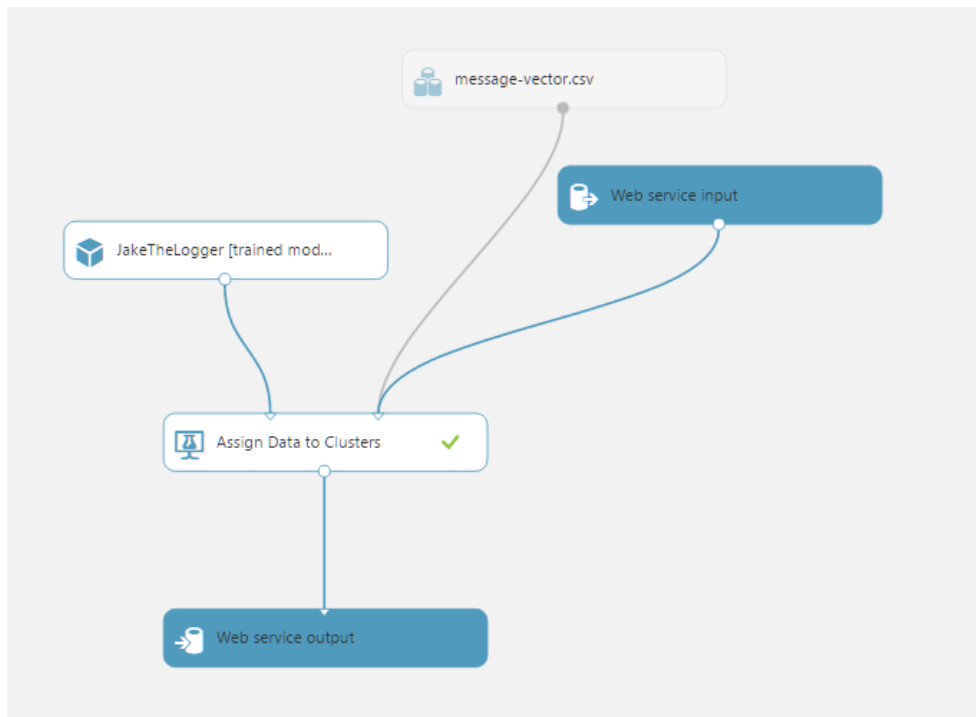 message-vector.csv
Web service input
JakeTheLogger [trained mod...
Assign Data to Clusters
Web service output